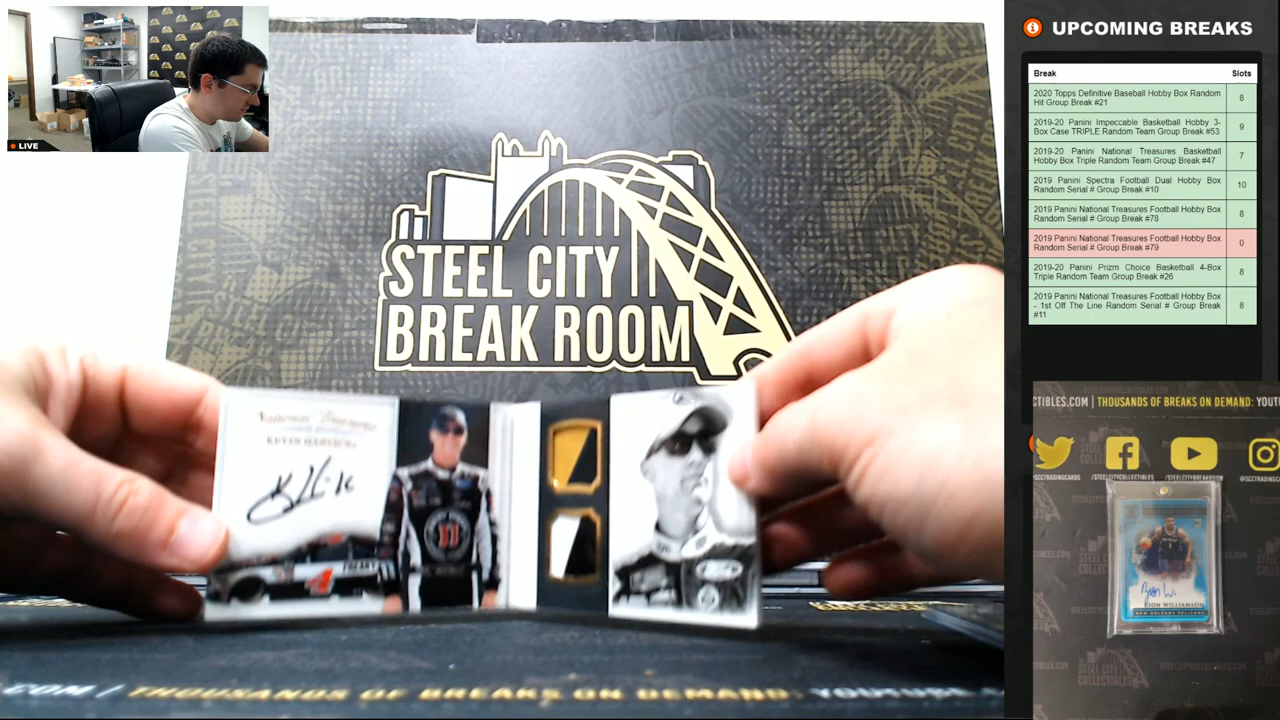 LIVE
STEEL CITY
BREAK ROOM
KEVIN HARVICK
4
.COM / THOUSANDS OF BREAKS ON DEMAND: YOUTUBE.
UPCOMING BREAKS
Break Slots
2020 Topps Definitive Baseball Hobby Box Random
Hit Group Break #21 8
2019-20 Panini Impeccable Basketball Hobby 3-
Box Case TRIPLE Random Team Group Break #53 9
2019-20 Panini National Treasures Basketball
Hobby Box Triple Random Team Group Break #47 7
2019 Panini Spectra Football Dual Hobby Box
Random Serial # Group Break #10 10
2019 Panini National Treasures Football Hobby Box
Random Serial # Group Break #78 8
2019 Panini National Treasures Football Hobby Box
Random Serial # Group Break #79 0
2019-20 Panini Prizm Choice Basketball 4-Box
Triple Random Team Group Break #26 8
2019 Panini National Treasures Football Hobby Box
- 1st Off The Line Random Serial # Group Break
#11 8
CTIBLES.COM | THOUSANDS OF BREAKS ON DEMAND: YOUT
/SCCTRADINGCARDS /STEELCITYCOLLECTIBLES /STEELCITYBREAKROOM @SCCTRADING
ZION WILLIAMSON
NEW ORLEANS PELICANS